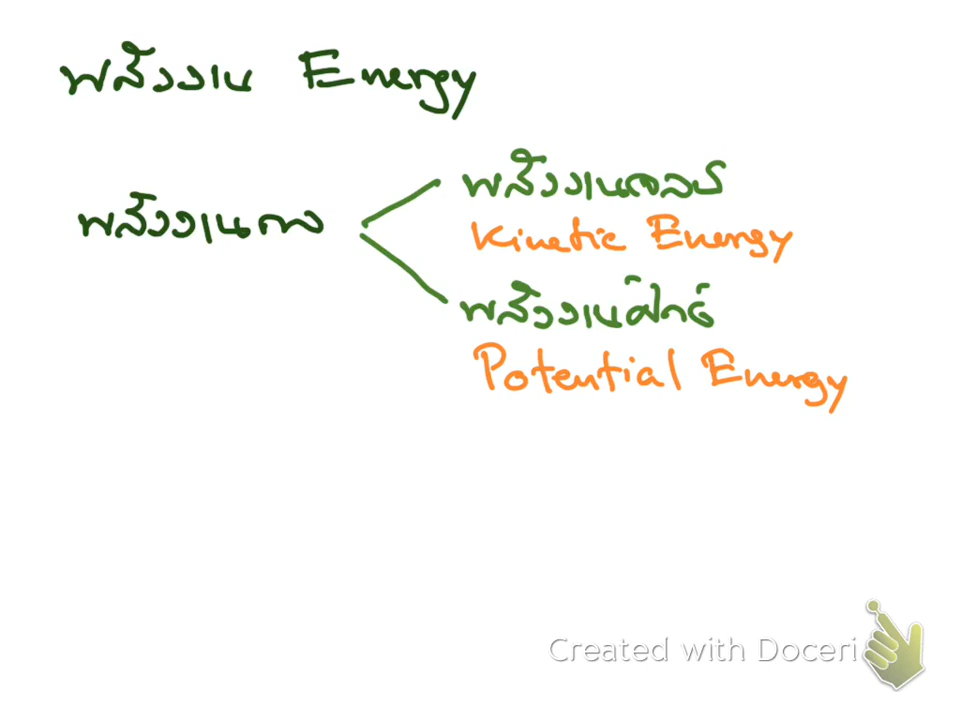 พลังงาน Energy
พลังงานกล
พลังงานจลน์
Kinetic Energy
พลังงานศักย์
Potential Energy
Created with Doceri